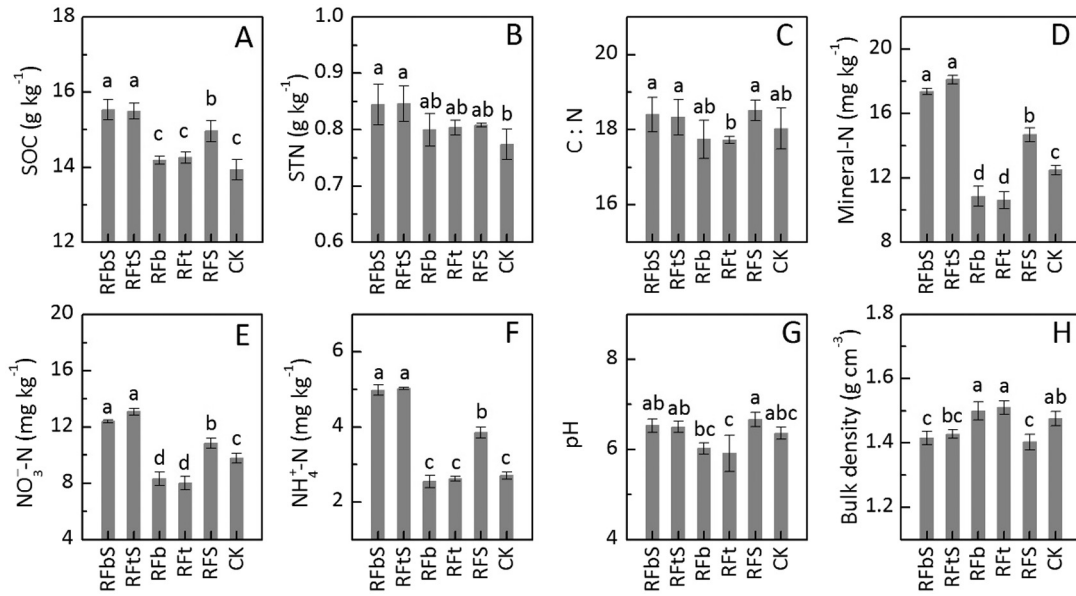 A
SOC (g kg⁻¹)
18
16
14
12
a a c c b c
RFbS RFtS RFb RFt RFS CK
B
STN (g kg⁻¹)
1.0
0.9
0.8
0.7
0.6
a a ab ab ab b
RFbS RFtS RFb RFt RFS CK
C
C : N
20
18
16
a a ab b a ab
RFbS RFtS RFb RFt RFS CK
D
Mineral-N (mg kg⁻¹)
20
16
12
8
a a d d b c
RFbS RFtS RFb RFt RFS CK
E
NO₃⁻-N (mg kg⁻¹)
20
16
12
8
4
a a d d b c
RFbS RFtS RFb RFt RFS CK
F
NH₄⁺-N (mg kg⁻¹)
6
4
2
a a c c b c
RFbS RFtS RFb RFt RFS CK
G
pH
8
6
4
ab ab bc c a abc
RFbS RFtS RFb RFt RFS CK
H
Bulk density (g cm⁻³)
1.8
1.6
1.4
1.2
c bc a a c ab
RFbS RFtS RFb RFt RFS CK